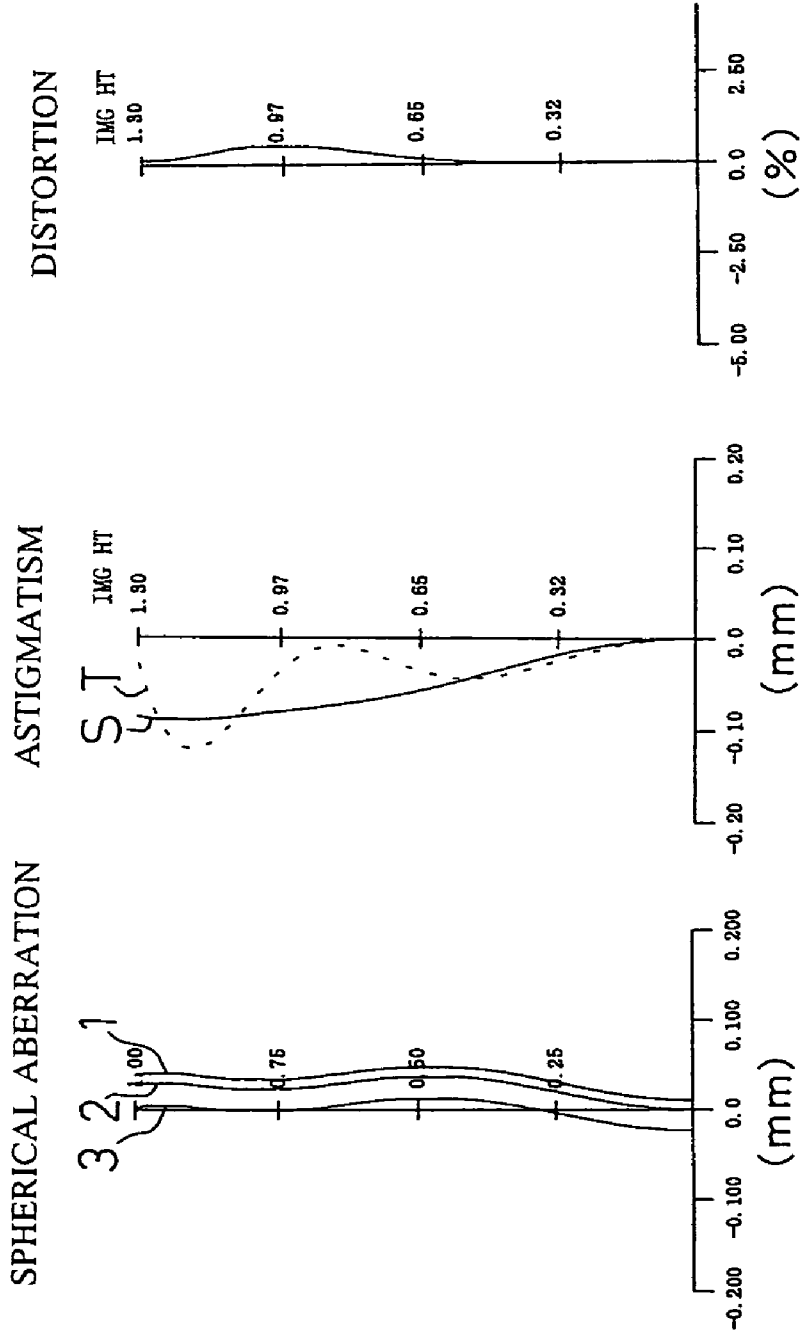 SPHERICAL ABERRATION
3 2 1
1.00
0.75
0.50
0.25
-0.200 -0.100 0.0 0.100 0.200
(mm)
ASTIGMATISM
S T
IMG HT
1.30
0.97
0.65
0.32
-0.20 -0.10 0.0 0.10 0.20
(mm)
DISTORTION
IMG HT
1.30
0.97
0.65
0.32
-5.00 -2.50 0.0 2.50
(%)